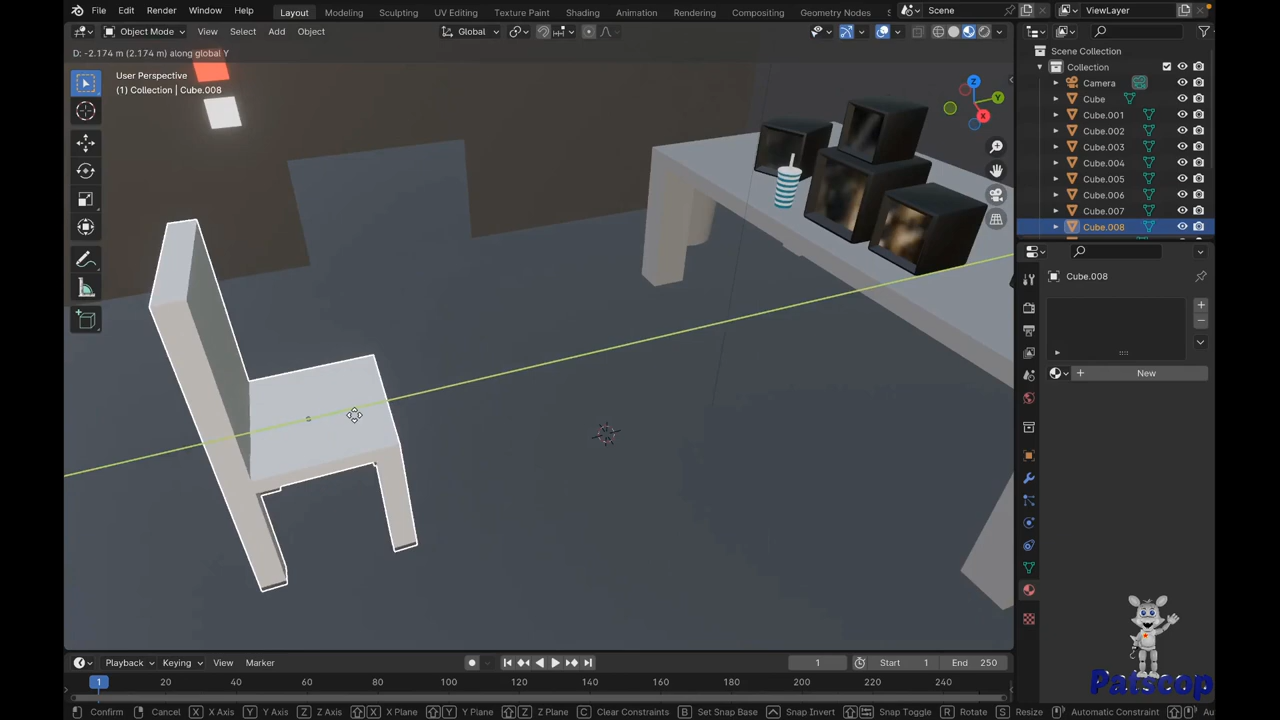 File Edit Render Window Help Layout Modeling Sculpting UV Editing Texture Paint Shading Animation Rendering Compositing Geometry Nodes Scene ViewLayer
Object Mode View Select Add Object Global
D: -2.174 m (2.174 m) along global Y
User Perspective
(1) Collection | Cube.008
Z
Y
X
Scene Collection
Collection
Camera
Cube
Cube.001
Cube.002
Cube.003
Cube.004
Cube.005
Cube.006
Cube.007
Cube.008
Cube.008
+ New
Patscop
Playback Keying View Marker 1 Start 1 End 250
1 20 40 60 80 100 120 140 160 180 200 220 240
Confirm Cancel X X Axis Y Y Axis Z Z Axis X X Plane Y Y Plane Z Z Plane C Clear Constraints B Set Snap Base Snap Invert Snap Toggle R Rotate S Resize Automatic Constraint Au